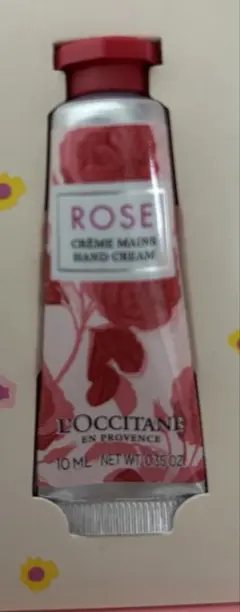 ROSE
CRÈME MAINS
HAND CREAM
L'OCCITANE
EN PROVENCE
10 ML NET WT. 0.35 OZ.